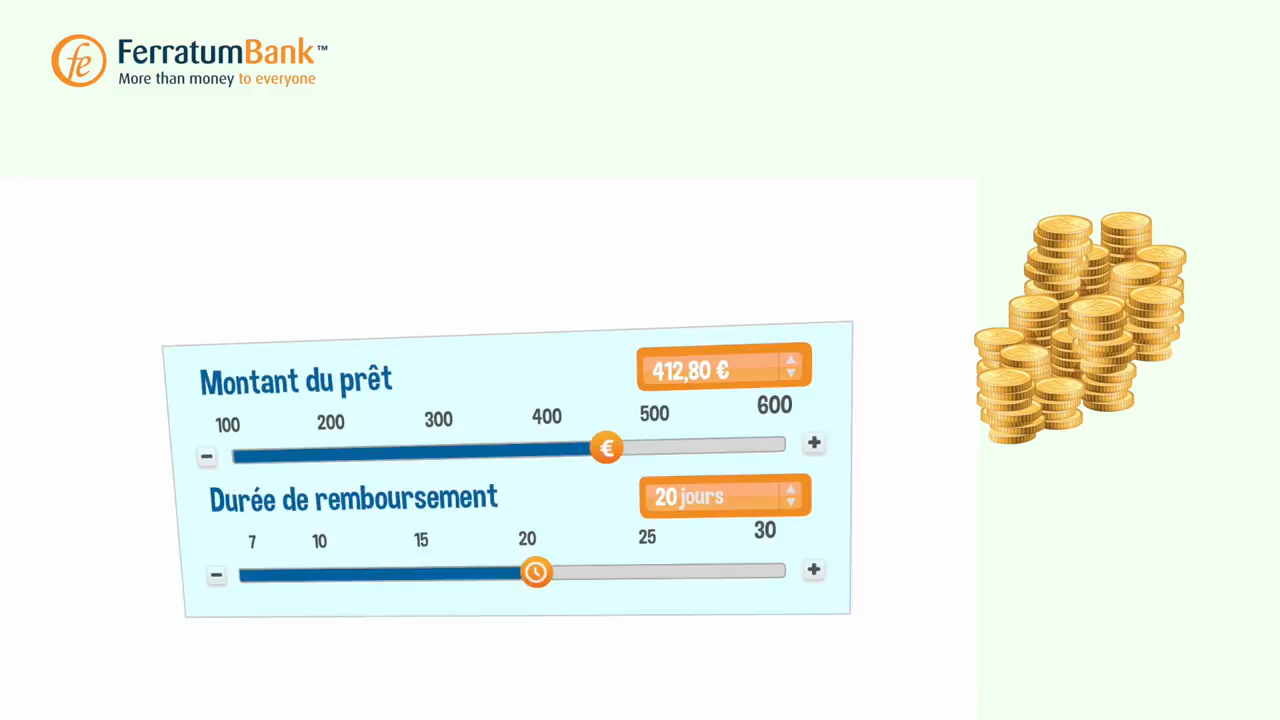 fe FerratumBank™
More than money to everyone
Montant du prêt
412,80 €
100 200 300 400 500 600
€
Durée de remboursement
20 jours
7 10 15 20 25 30